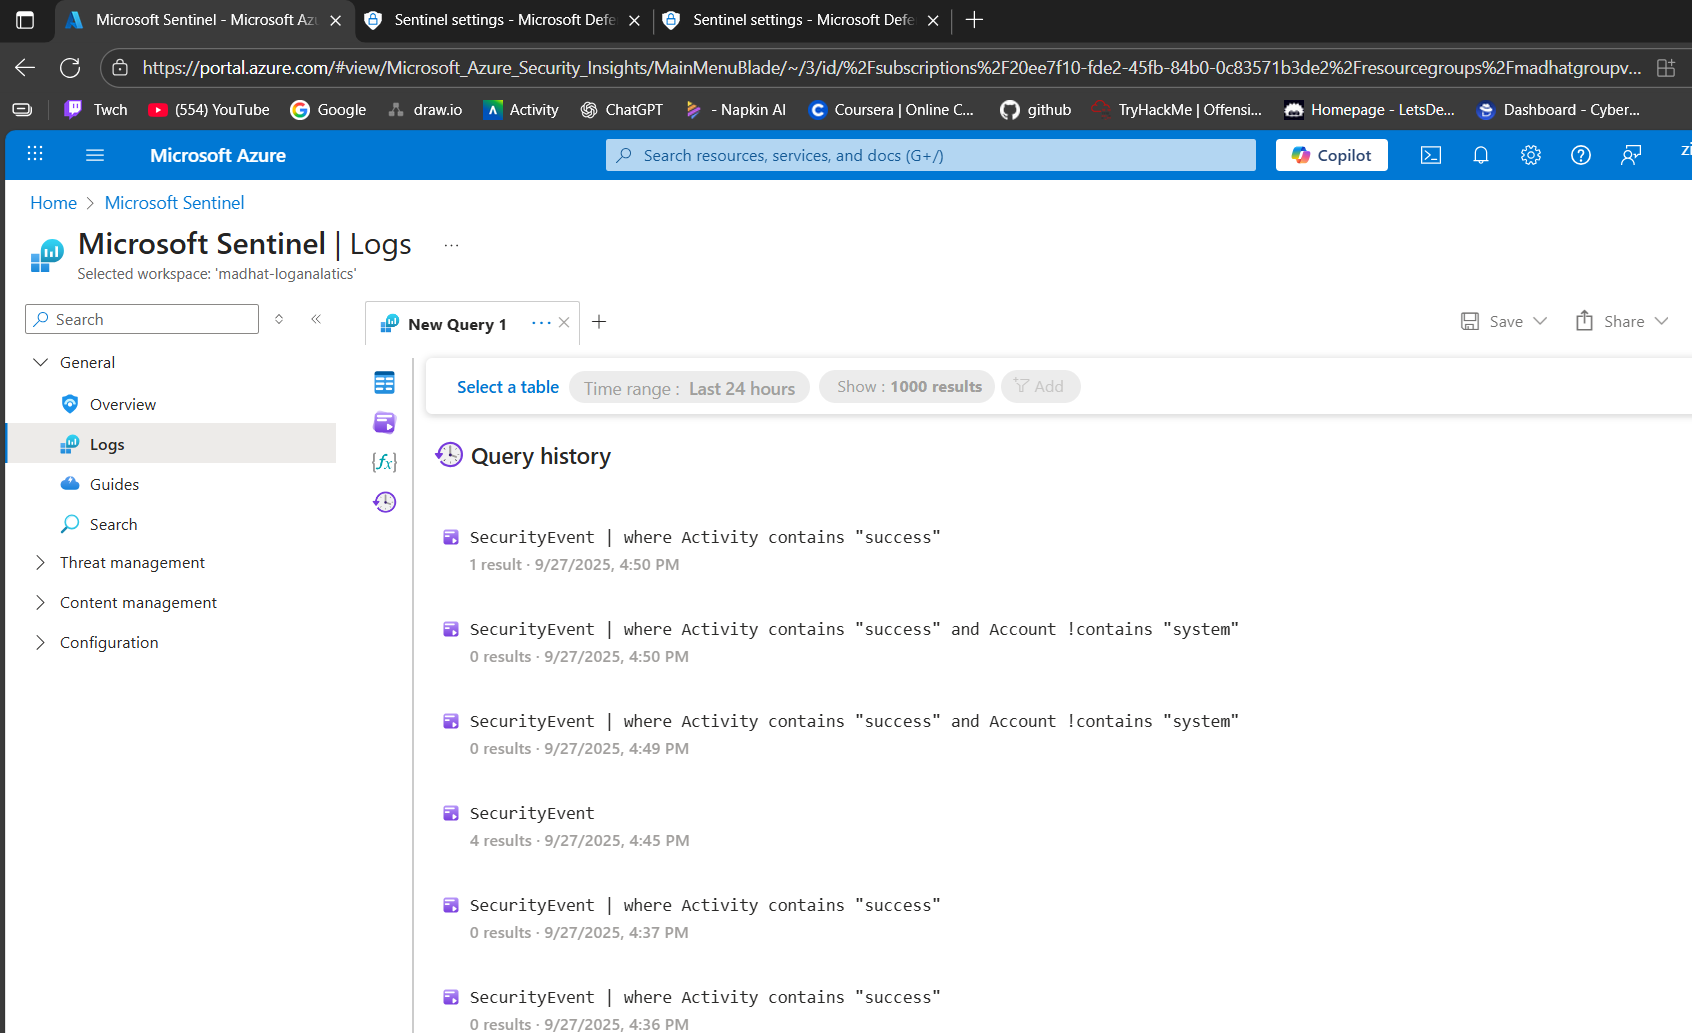 Microsoft Sentinel - Microsoft Az
Sentinel settings - Microsoft Defe
Sentinel settings - Microsoft Defe
https://portal.azure.com/#view/Microsoft_Azure_Security_Insights/MainMenuBlade/~/3/id/%2Fsubscriptions%2F20ee7f10-fde2-45fb-84b0-0c83571b3de2%2Fresourcegroups%2Fmadhatgroupv...
Twch
(554) YouTube
Google
draw.io
Activity
ChatGPT
- Napkin AI
Coursera | Online C...
github
TryHackMe | Offensi...
Homepage - LetsDe...
Dashboard - Cyber...
Microsoft Azure
Search resources, services, and docs (G+/)
Copilot
zi
Home > Microsoft Sentinel
Microsoft Sentinel | Logs ...
Selected workspace: 'madhat-loganalatics'
Search
General
Overview
Logs
Guides
Search
Threat management
Content management
Configuration
New Query 1 ...
Save
Share
Select a table
Time range : Last 24 hours
Show : 1000 results
Add
{fx}
Query history
SecurityEvent | where Activity contains "success"
1 result · 9/27/2025, 4:50 PM
SecurityEvent | where Activity contains "success" and Account !contains "system"
0 results · 9/27/2025, 4:50 PM
SecurityEvent | where Activity contains "success" and Account !contains "system"
0 results · 9/27/2025, 4:49 PM
SecurityEvent
4 results · 9/27/2025, 4:45 PM
SecurityEvent | where Activity contains "success"
0 results · 9/27/2025, 4:37 PM
SecurityEvent | where Activity contains "success"
0 results · 9/27/2025, 4:36 PM